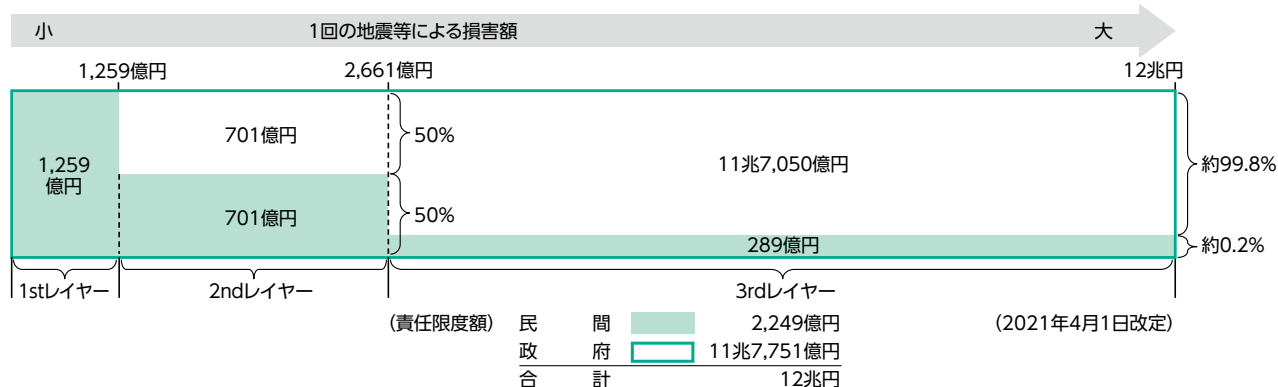 小 1回の地震等による損害額 大
1,259億円 2,661億円 12兆円
701億円
50%
1,259
億円
11兆7,050億円
約99.8%
701億円
50%
289億円
約0.2%
1stレイヤー 2ndレイヤー 3rdレイヤー
(責任限度額) 民 間 2,249億円 (2021年4月1日改定)
政 府 11兆7,751億円
合 計 12兆円